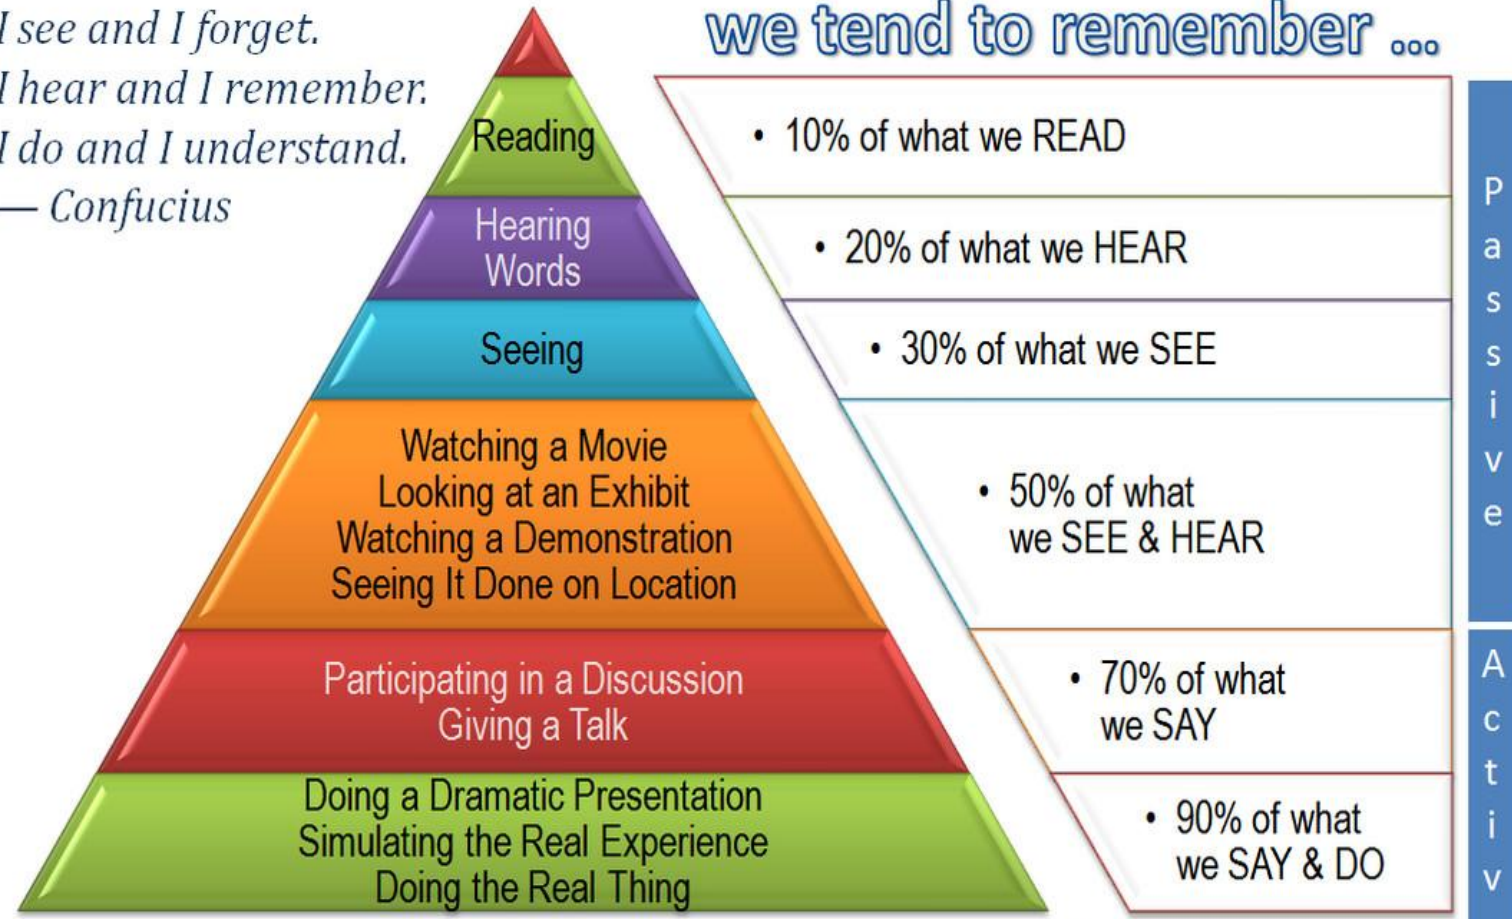 I see and I forget.
I hear and I remember.
I do and I understand.
— Confucius
we tend to remember ...
Reading
• 10% of what we READ
Hearing
Words
• 20% of what we HEAR
Seeing
• 30% of what we SEE
Watching a Movie
Looking at an Exhibit
Watching a Demonstration
Seeing It Done on Location
• 50% of what
we SEE & HEAR
Participating in a Discussion
Giving a Talk
• 70% of what
we SAY
Doing a Dramatic Presentation
Simulating the Real Experience
Doing the Real Thing
• 90% of what
we SAY & DO
Passive
Activ